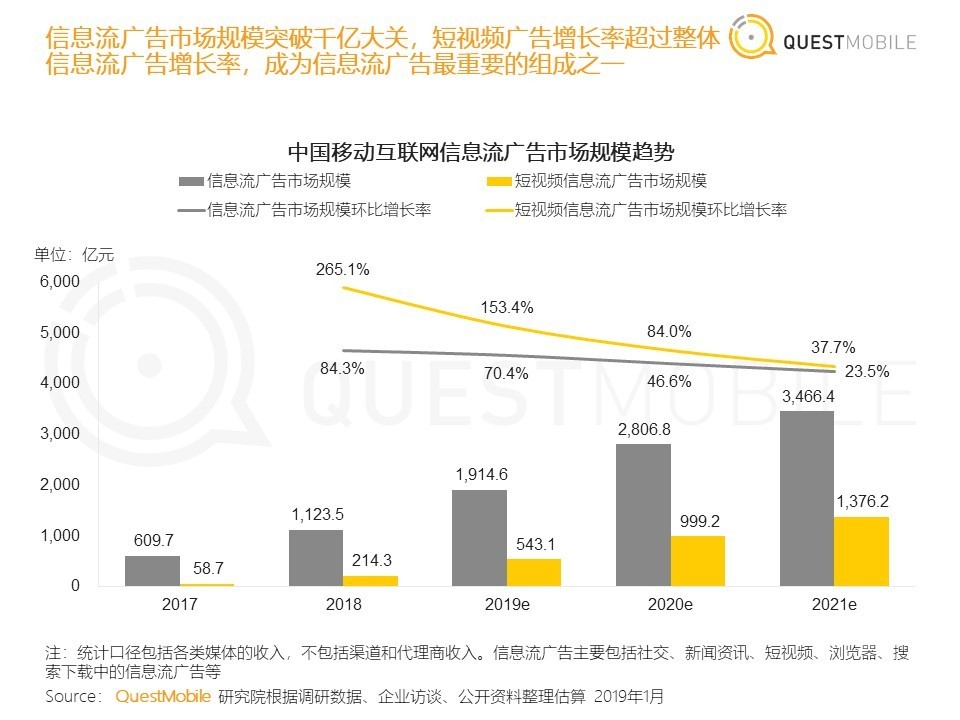 信息流广告市场规模突破千亿大关，短视频广告增长率超过整体
信息流广告增长率，成为信息流广告最重要的组成之一
QUESTMOBILE
中国移动互联网信息流广告市场规模趋势
信息流广告市场规模
短视频信息流广告市场规模
信息流广告市场规模环比增长率
短视频信息流广告市场规模环比增长率
单位：亿元
6,000
5,000
4,000
3,000
2,000
1,000
0
265.1%
153.4%
84.0%
37.7%
84.3%
70.4%
46.6%
23.5%
QUESTMOBILE
609.7
58.7
1,123.5
214.3
1,914.6
543.1
2,806.8
999.2
3,466.4
1,376.2
2017
2018
2019e
2020e
2021e
注：统计口径包括各类媒体的收入，不包括渠道和代理商收入。信息流广告主要包括社交、新闻资讯、短视频、浏览器、搜
索下载中的信息流广告等
Source： QuestMobile 研究院根据调研数据、企业访谈、公开资料整理估算 2019年1月